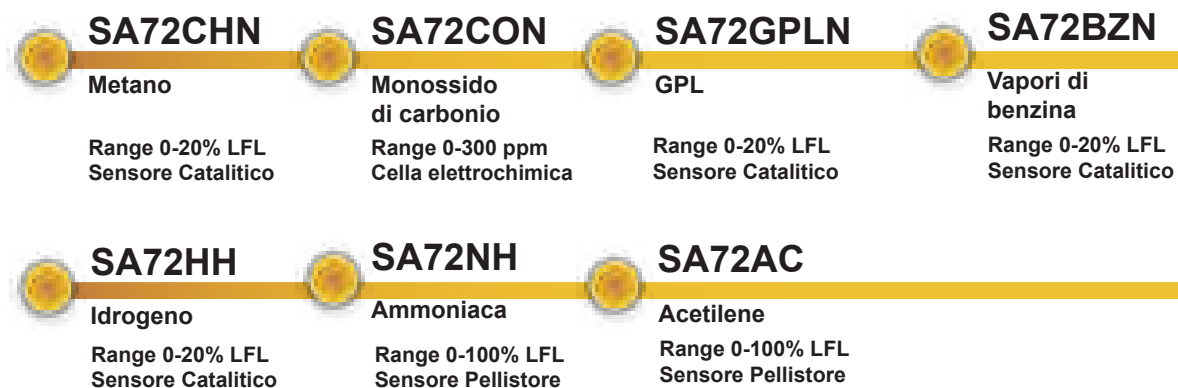 SA72CHN
Metano
Range 0-20% LFL
Sensore Catalitico
SA72CON
Monossido
di carbonio
Range 0-300 ppm
Cella elettrochimica
SA72GPLN
GPL
Range 0-20% LFL
Sensore Catalitico
SA72BZN
Vapori di
benzina
Range 0-20% LFL
Sensore Catalitico
SA72HH
Idrogeno
Range 0-20% LFL
Sensore Catalitico
SA72NH
Ammoniaca
Range 0-100% LFL
Sensore Pellistore
SA72AC
Acetilene
Range 0-100% LFL
Sensore Pellistore